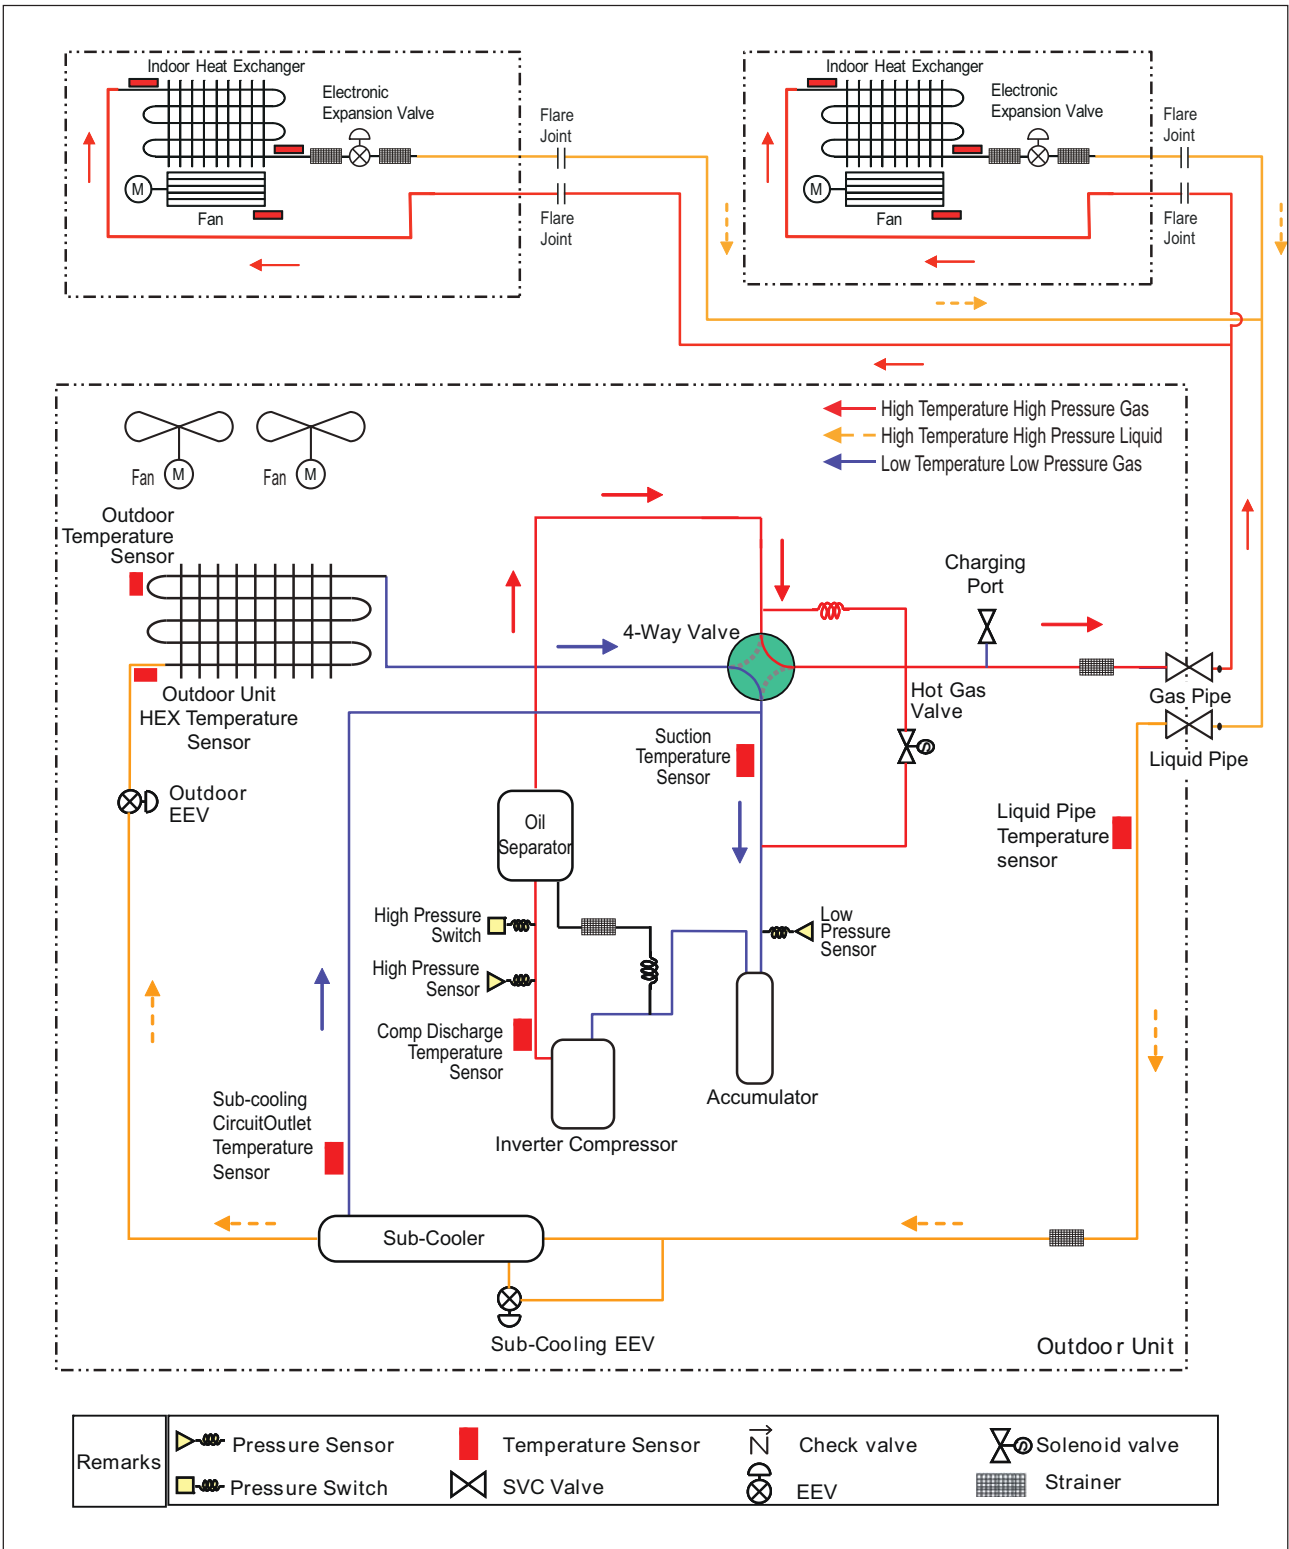 Indoor Heat Exchanger
Electronic
Expansion Valve
Flare
Joint
M
Fan
Flare
Joint
Indoor Heat Exchanger
Electronic
Expansion Valve
Flare
Joint
M
Fan
Flare
Joint
High Temperature High Pressure Gas
High Temperature High Pressure Liquid
Low Temperature Low Pressure Gas
Fan
M
Fan
M
Outdoor
Temperature
Sensor
Charging
Port
4-Way Valve
Outdoor Unit
HEX Temperature
Sensor
Hot Gas
Valve
S
Gas Pipe
Liquid Pipe
Suction
Temperature
Sensor
Outdoor
EEV
Oil
Separator
Liquid Pipe
Temperature
sensor
High Pressure
Switch
Low
Pressure
Sensor
High Pressure
Sensor
Comp Discharge
Temperature
Sensor
Accumulator
Inverter Compressor
Sub-cooling
CircuitOutlet
Temperature
Sensor
Sub-Cooler
Sub-Cooling EEV
Outdoor Unit
Remarks
Pressure Sensor
Temperature Sensor
Check valve
S
Solenoid valve
Pressure Switch
SVC Valve
EEV
Strainer